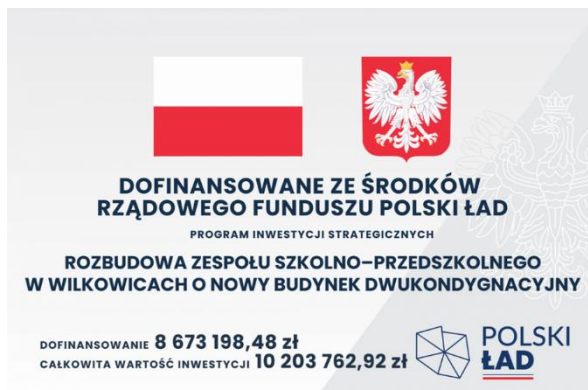 DOFINANSOWANE ZE ŚRODKÓW
RZĄDOWEGO FUNDUSZU POLSKI ŁAD
PROGRAM INWESTYCJI STRATEGICZNYCH
ROZBUDOWA ZESPOŁU SZKOLNO–PRZEDSZKOLNEGO
W WILKOWICACH O NOWY BUDYNEK DWUKONDYGNACYJNY
DOFINANSOWANIE 8 673 198,48 zł
CAŁKOWITA WARTOŚĆ INWESTYCJI 10 203 762,92 zł
POLSKI
ŁAD